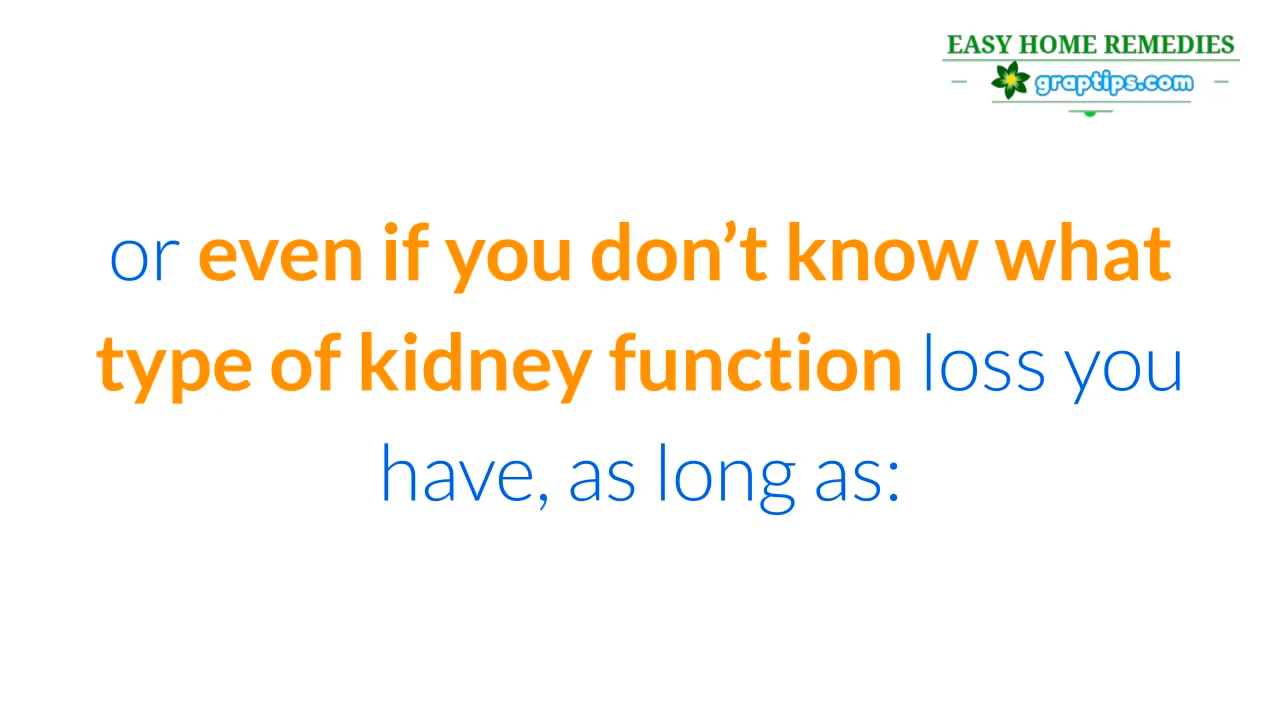 EASY HOME REMEDIES
graptips.com
or even if you don’t know what
type of kidney function loss you
have, as long as: